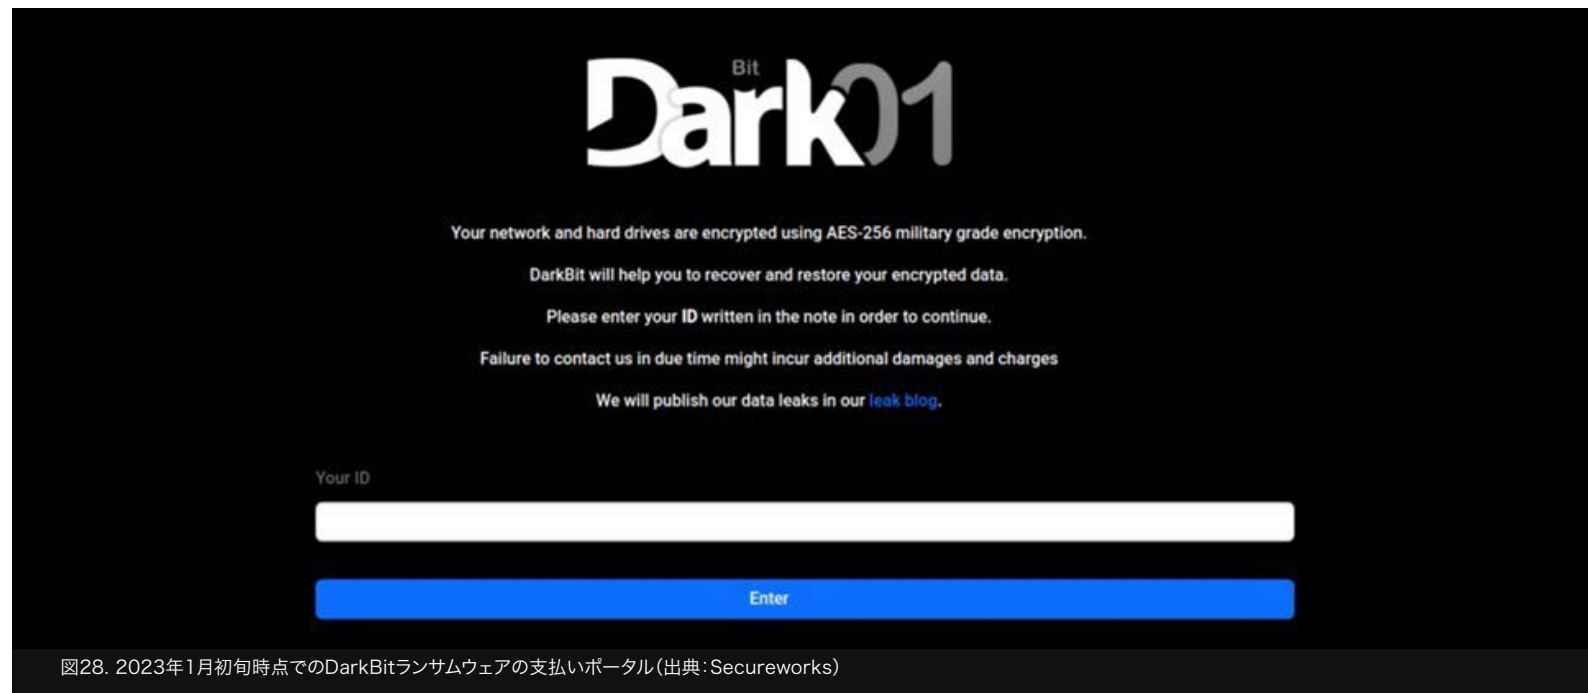 Bit
Dark01
Your network and hard drives are encrypted using AES-256 military grade encryption.
DarkBit will help you to recover and restore your encrypted data.
Please enter your ID written in the note in order to continue.
Failure to contact us in due time might incur additional damages and charges
We will publish our data leaks in our leak blog.
Your ID
Enter
図28. 2023年1月初旬時点でのDarkBitランサムウェアの支払いポータル（出典：Secureworks）